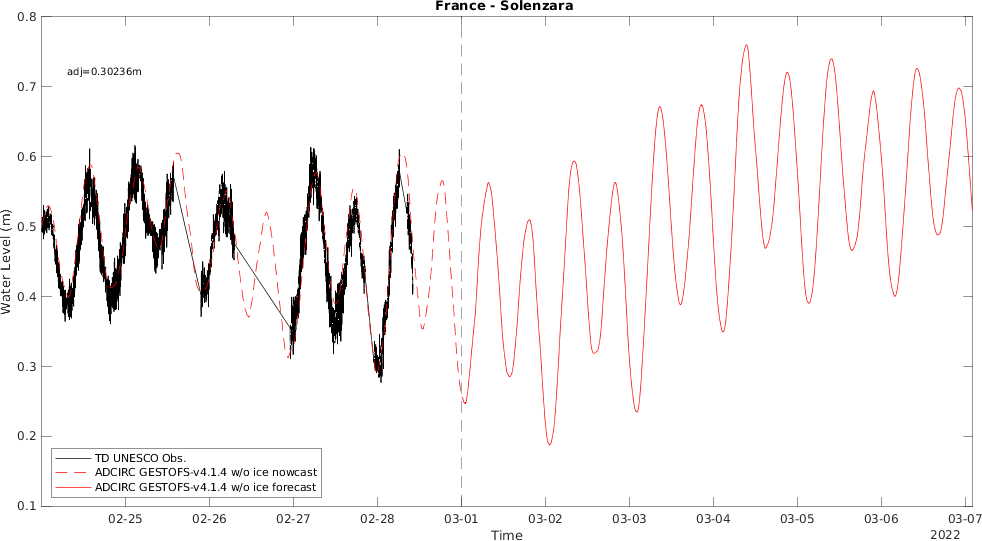 France - Solenzara
0.8
0.7
0.6
0.5
0.4
0.3
0.2
0.1
Water Level (m)
adj=0.30236m
TD UNESCO Obs.
ADCIRC GESTOFS-v4.1.4 w/o ice nowcast
ADCIRC GESTOFS-v4.1.4 w/o ice forecast
02-25 02-26 02-27 02-28 03-01 03-02 03-03 03-04 03-05 03-06 03-07
Time
2022